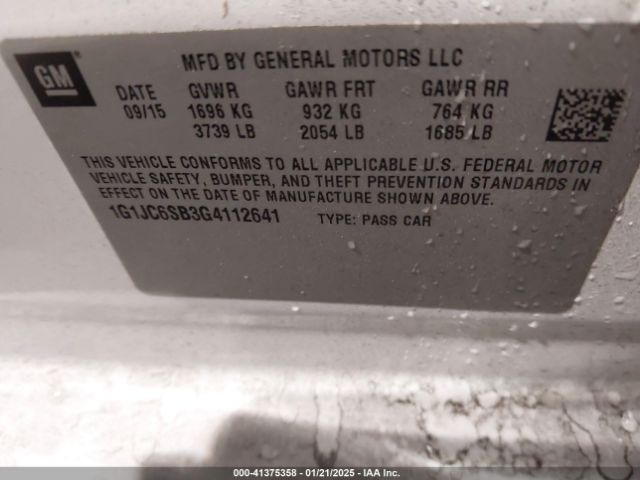 GM
MFD BY GENERAL MOTORS LLC
DATE GVWR GAWR FRT GAWR RR
09/15 1696 KG 932 KG 764 KG
3739 LB 2054 LB 1685 LB
THIS VEHICLE CONFORMS TO ALL APPLICABLE U.S. FEDERAL MOTOR
VEHICLE SAFETY, BUMPER, AND THEFT PREVENTION STANDARDS IN
EFFECT ON THE DATE OF MANUFACTURE SHOWN ABOVE.
1G1JC6SB3G4112641 TYPE: PASS CAR
000-41375358 - 01/21/2025 - IAA Inc.